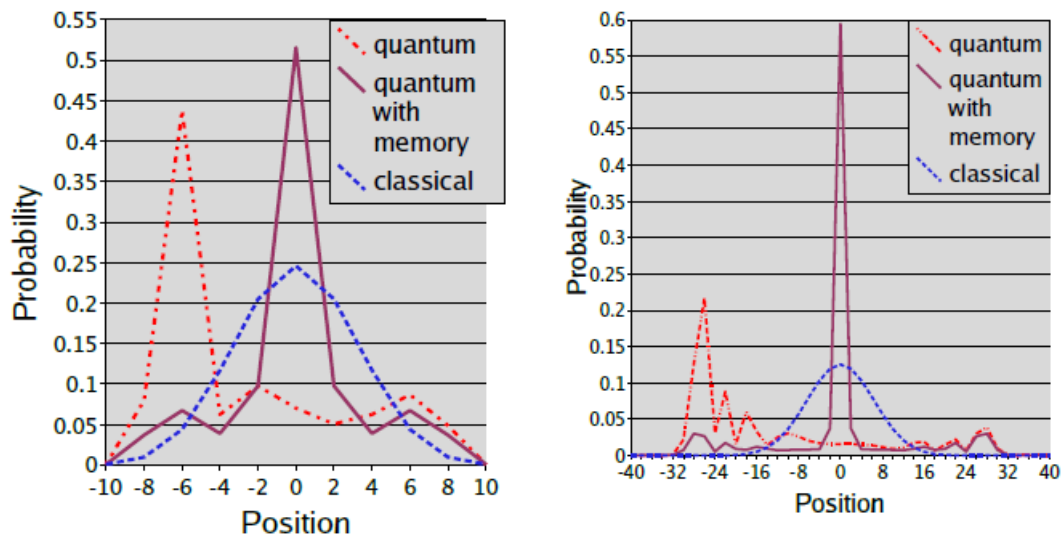 0.55
0.5
0.45
0.4
0.35
0.3
0.25
0.2
0.15
0.1
0.05
0
Probability
-10 -8 -6 -4 -2 0 2 4 6 8 10
Position
quantum
quantum
with
memory
classical
0.6
0.55
0.5
0.45
0.4
0.35
0.3
0.25
0.2
0.15
0.1
0.05
0
Probability
-40 -32 -24 -16 -8 0 8 16 24 32 40
Position
quantum
quantum
with
memory
classical